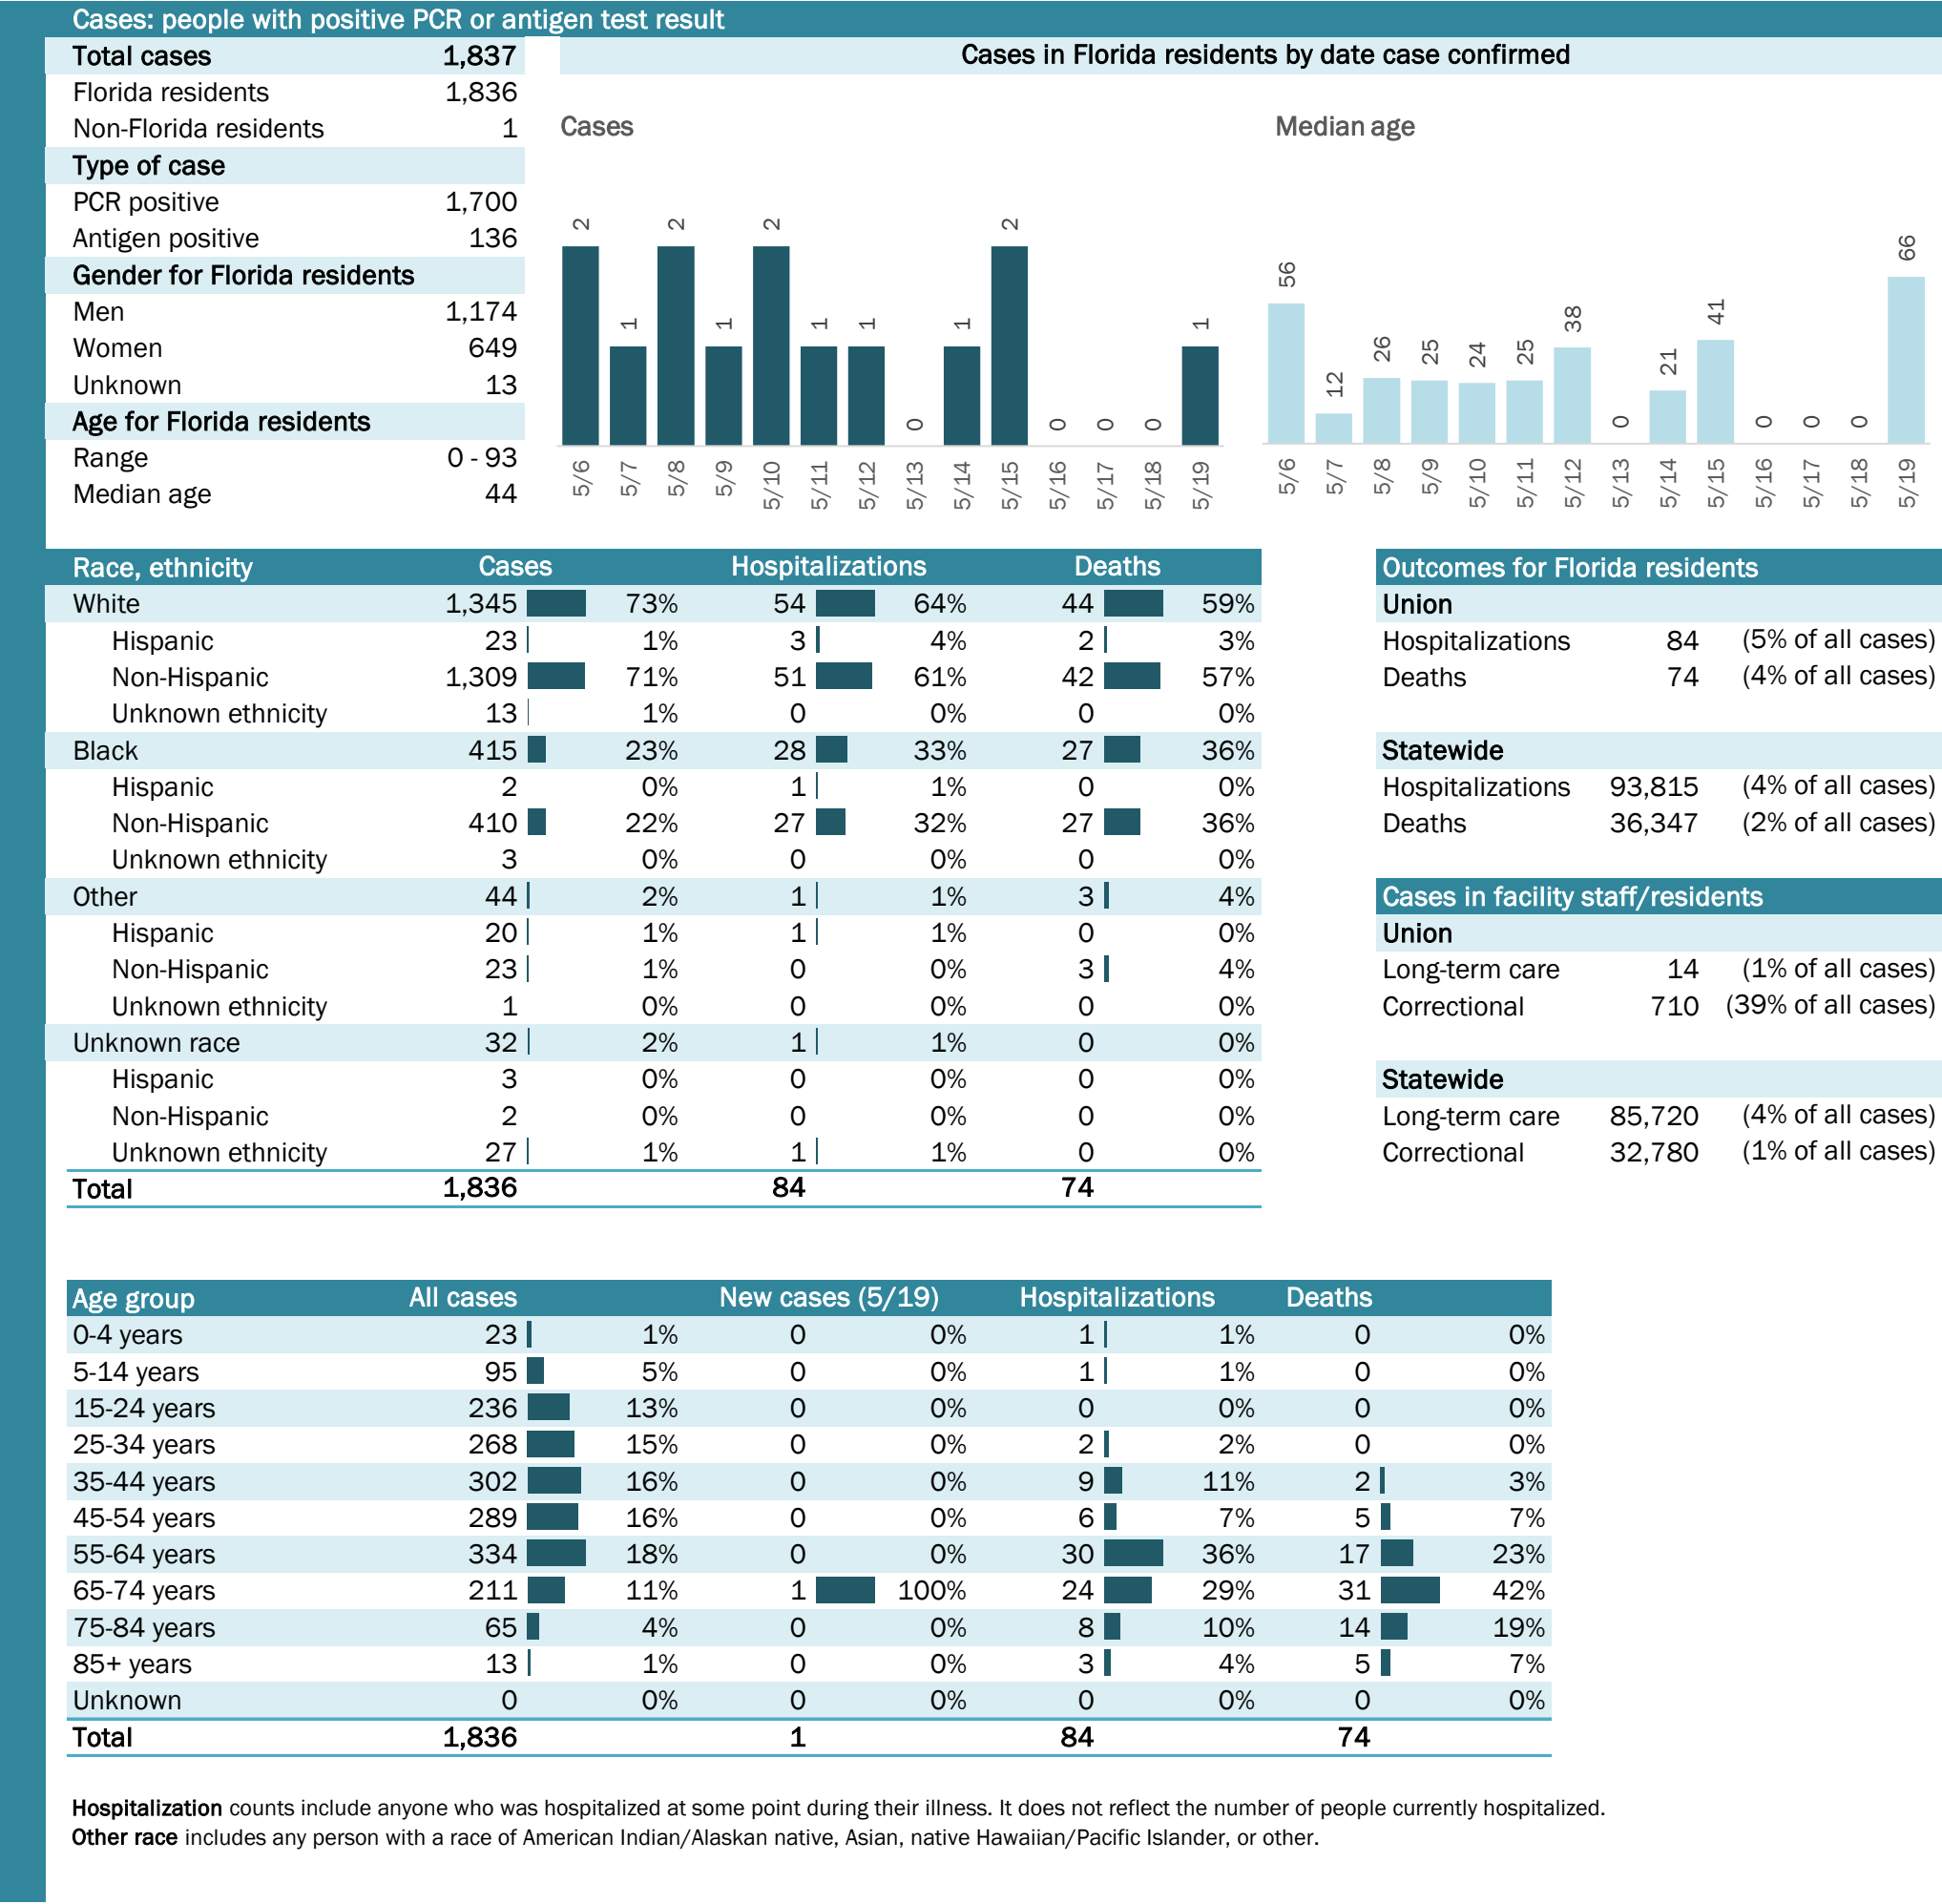 Cases: people with positive PCR or antigen test result
Total cases 1,837
Florida residents 1,836
Non-Florida residents 1
Type of case
PCR positive 1,700
Antigen positive 136
Gender for Florida residents
Men 1,174
Women 649
Unknown 13
Age for Florida residents
Range 0 - 93
Median age 44
Cases in Florida residents by date case confirmed
Cases
2 1 2 1 2 1 1 0 1 2 0 0 0 1
5/6 5/7 5/8 5/9 5/10 5/11 5/12 5/13 5/14 5/15 5/16 5/17 5/18 5/19
Median age
56 12 26 25 24 25 38 0 21 41 0 0 0 66
5/6 5/7 5/8 5/9 5/10 5/11 5/12 5/13 5/14 5/15 5/16 5/17 5/18 5/19
Race, ethnicity Cases Hospitalizations Deaths
White 1,345 73% 54 64% 44 59%
Hispanic 23 1% 3 4% 2 3%
Non-Hispanic 1,309 71% 51 61% 42 57%
Unknown ethnicity 13 1% 0 0% 0 0%
Black 415 23% 28 33% 27 36%
Hispanic 2 0% 1 1% 0 0%
Non-Hispanic 410 22% 27 32% 27 36%
Unknown ethnicity 3 0% 0 0% 0 0%
Other 44 2% 1 1% 3 4%
Hispanic 20 1% 1 1% 0 0%
Non-Hispanic 23 1% 0 0% 3 4%
Unknown ethnicity 1 0% 0 0% 0 0%
Unknown race 32 2% 1 1% 0 0%
Hispanic 3 0% 0 0% 0 0%
Non-Hispanic 2 0% 0 0% 0 0%
Unknown ethnicity 27 1% 1 1% 0 0%
Total 1,836 84 74
Outcomes for Florida residents
Union
Hospitalizations 84 (5% of all cases)
Deaths 74 (4% of all cases)
Statewide
Hospitalizations 93,815 (4% of all cases)
Deaths 36,347 (2% of all cases)
Cases in facility staff/residents
Union
Long-term care 14 (1% of all cases)
Correctional 710 (39% of all cases)
Statewide
Long-term care 85,720 (4% of all cases)
Correctional 32,780 (1% of all cases)
Age group All cases New cases (5/19) Hospitalizations Deaths
0-4 years 23 1% 0 0% 1 1% 0 0%
5-14 years 95 5% 0 0% 1 1% 0 0%
15-24 years 236 13% 0 0% 0 0% 0 0%
25-34 years 268 15% 0 0% 2 2% 0 0%
35-44 years 302 16% 0 0% 9 11% 2 3%
45-54 years 289 16% 0 0% 6 7% 5 7%
55-64 years 334 18% 0 0% 30 36% 17 23%
65-74 years 211 11% 1 100% 24 29% 31 42%
75-84 years 65 4% 0 0% 8 10% 14 19%
85+ years 13 1% 0 0% 3 4% 5 7%
Unknown 0 0% 0 0% 0 0% 0 0%
Total 1,836 1 84 74
Hospitalization counts include anyone who was hospitalized at some point during their illness. It does not reflect the number of people currently hospitalized.
Other race includes any person with a race of American Indian/Alaskan native, Asian, native Hawaiian/Pacific Islander, or other.